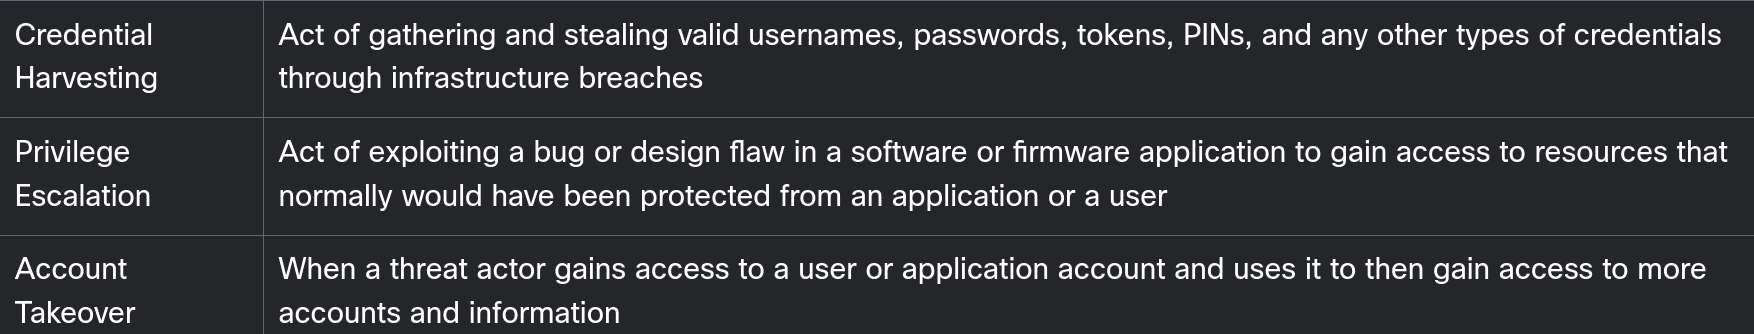 Credential
Harvesting
Act of gathering and stealing valid usernames, passwords, tokens, PINs, and any other types of credentials
through infrastructure breaches
Privilege
Escalation
Act of exploiting a bug or design flaw in a software or firmware application to gain access to resources that
normally would have been protected from an application or a user
Account
Takeover
When a threat actor gains access to a user or application account and uses it to then gain access to more
accounts and information